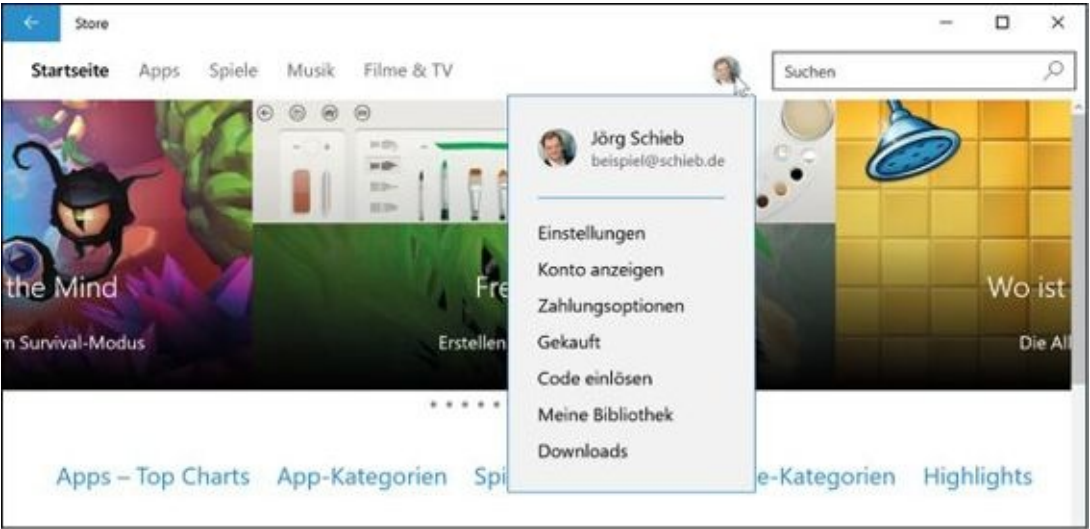 Store
Startseite Apps Spiele Musik Filme & TV
Suchen
Jörg Schieb
beispiel@schieb.de
Einstellungen
Konto anzeigen
Zahlungsoptionen
Gekauft
Code einlösen
Meine Bibliothek
Downloads
the Mind
Survival-Modus
Fre
Erstellen
Wo ist
Die All
Apps – Top Charts App-Kategorien Spi e-Kategorien Highlights